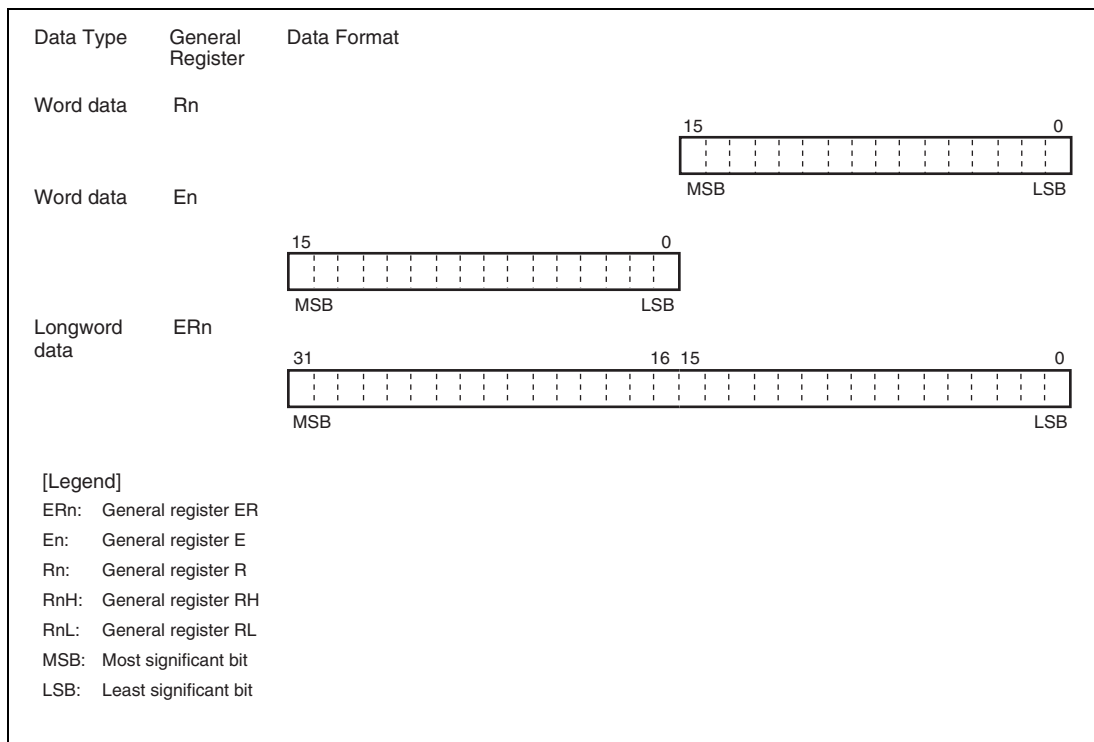 Data Type General Register Data Format
Word data Rn
15 0
MSB LSB
Word data En
15 0
MSB LSB
Longword data ERn
31 16 15 0
MSB LSB
[Legend]
ERn: General register ER
En: General register E
Rn: General register R
RnH: General register RH
RnL: General register RL
MSB: Most significant bit
LSB: Least significant bit